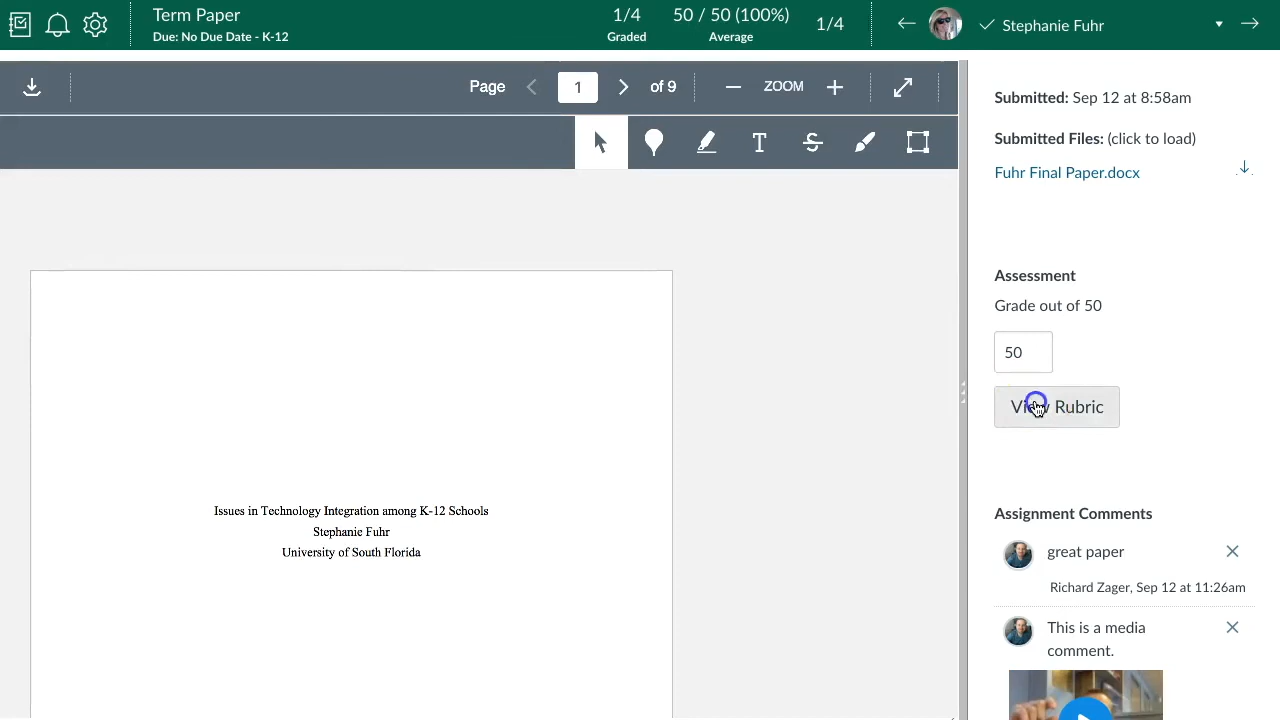 Term Paper
Due: No Due Date - K-12
1/4
Graded
50 / 50 (100%)
Average
1/4
Stephanie Fuhr
Page
1
of 9
ZOOM
T
S
Submitted: Sep 12 at 8:58am
Submitted Files: (click to load)
Fuhr Final Paper.docx
Assessment
Grade out of 50
50
View Rubric
Issues in Technology Integration among K-12 Schools
Stephanie Fuhr
University of South Florida
Assignment Comments
great paper
Richard Zager, Sep 12 at 11:26am
This is a media
comment.